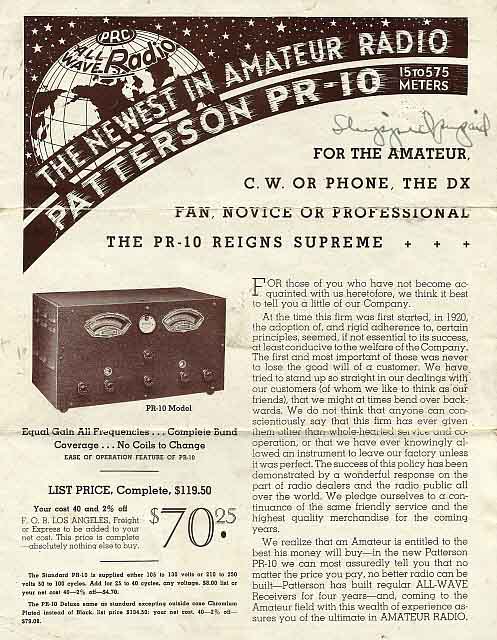 PRC
ALL-WAVE Radio
THE NEWEST IN AMATEUR RADIO
PATTERSON PR-10
15 TO 575
METERS
FOR THE AMATEUR,
C. W. OR PHONE, THE DX
FAN, NOVICE OR PROFESSIONAL
THE PR-10 REIGNS SUPREME + + +
PR-10 Model
Equal Gain All Frequencies . . . Complete Band
Coverage . . . No Coils to Change
EASE OF OPERATION FEATURE OF PR-10
LIST PRICE, Complete, $119.50
Your cost 40 and 2% off
F. O. B. LOS ANGELES, Freight
or Express to be added to your
net cost. This price is complete
—absolutely nothing else to buy.
$70.25
The Standard PR-10 is supplied either 105 to 130 volts or 210 to 250
volts 50 to 100 cycles. Add for 25 to 40 cycles, any voltage, $8.00 list or
your net cost 40—2% off—$4.70.
The PR-10 Deluxe same as standard excepting outside case Chromium
Plated instead of Black. list price $134.50; your net cost, 40—2% off—
$79.08.
FOR those of you who have not become ac-
quainted with us heretofore, we think it best
to tell you a little of our Company.
At the time this firm was first started, in 1920,
the adoption of, and rigid adherence to, certain
principles, seemed, if not essential to its success,
at least conducive to the welfare of the Company.
The first and most important of these was never
to lose the good will of a customer. We have
tried to stand up so straight in our dealings with
our customers (of whom we like to think as our
friends), that we might at times bend over back-
wards. We do not think that anyone can con-
scientiously say that this firm has ever given
them other than whole-hearted service and co-
operation, or that we have ever knowingly al-
lowed an instrument to leave our factory unless
it was perfect. The success of this policy has been
demonstrated by a wonderful response on the
part of radio dealers and the radio public all
over the world. We pledge ourselves to a con-
tinuance of the same friendly service and the
highest quality merchandise for the coming
years.
We realize that an Amateur is entitled to the
best his money will buy—in the new Patterson
PR-10 we can most assuredly tell you that no
matter the price you pay, no better radio can be
built—Patterson has built regular ALL-WAVE
Receivers for four years—and, coming to the
Amateur field with this wealth of experience as-
sures you of the ultimate in AMATEUR RADIO.